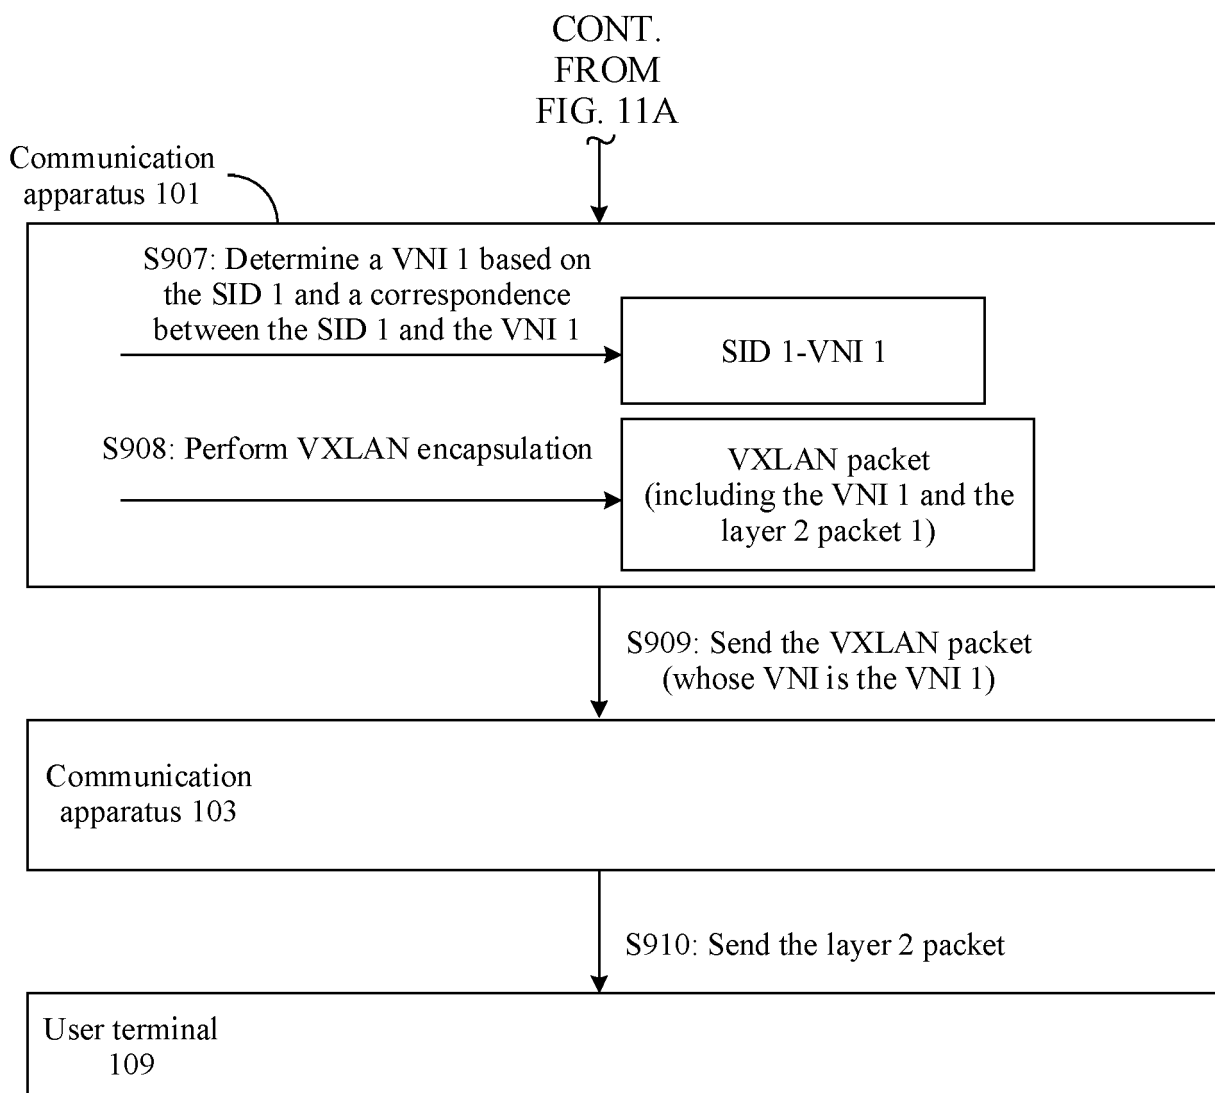 CONT.
FROM
FIG. 11A
Communication
apparatus 101
S907: Determine a VNI 1 based on
the SID 1 and a correspondence
between the SID 1 and the VNI 1
SID 1-VNI 1
S908: Perform VXLAN encapsulation
VXLAN packet
(including the VNI 1 and the
layer 2 packet 1)
S909: Send the VXLAN packet
(whose VNI is the VNI 1)
Communication
apparatus 103
S910: Send the layer 2 packet
User terminal
109